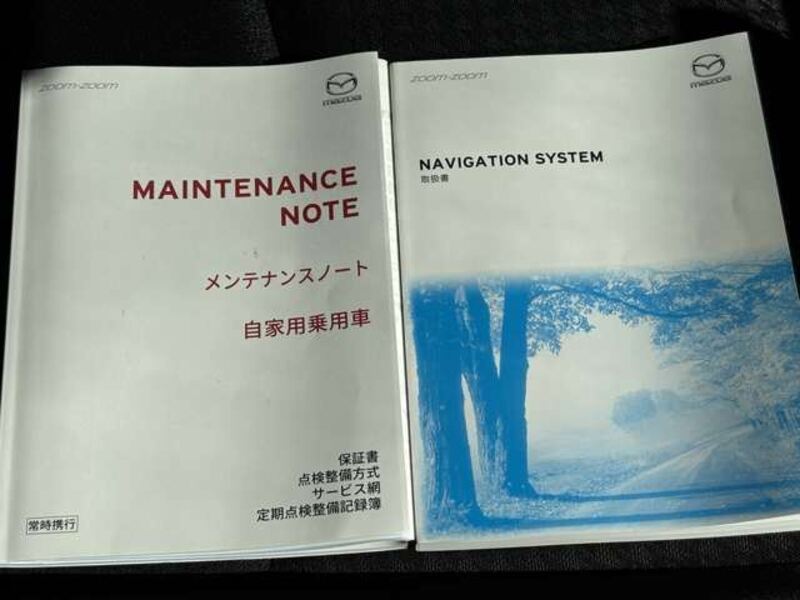 zoom-zoom
mazda
MAINTENANCE
NOTE
メンテナンスノート
自家用乗用車
保証書
点検整備方式
サービス網
定期点検整備記録簿
常時携行
zoom-zoom
mazda
NAVIGATION SYSTEM
取扱書